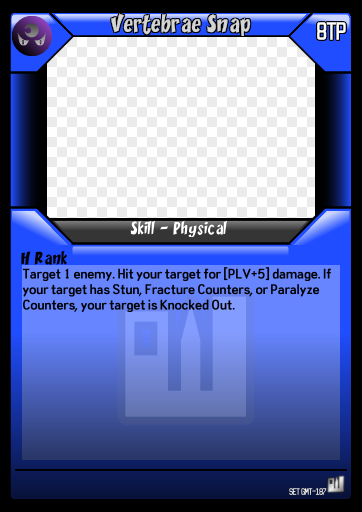 Vertebrae Snap
8TP
Skill - Physical
H Rank
Target 1 enemy. Hit your target for [PLV+5] damage. If
your target has Stun, Fracture Counters, or Paralyze
Counters, your target is Knocked Out.
SET GMT-187